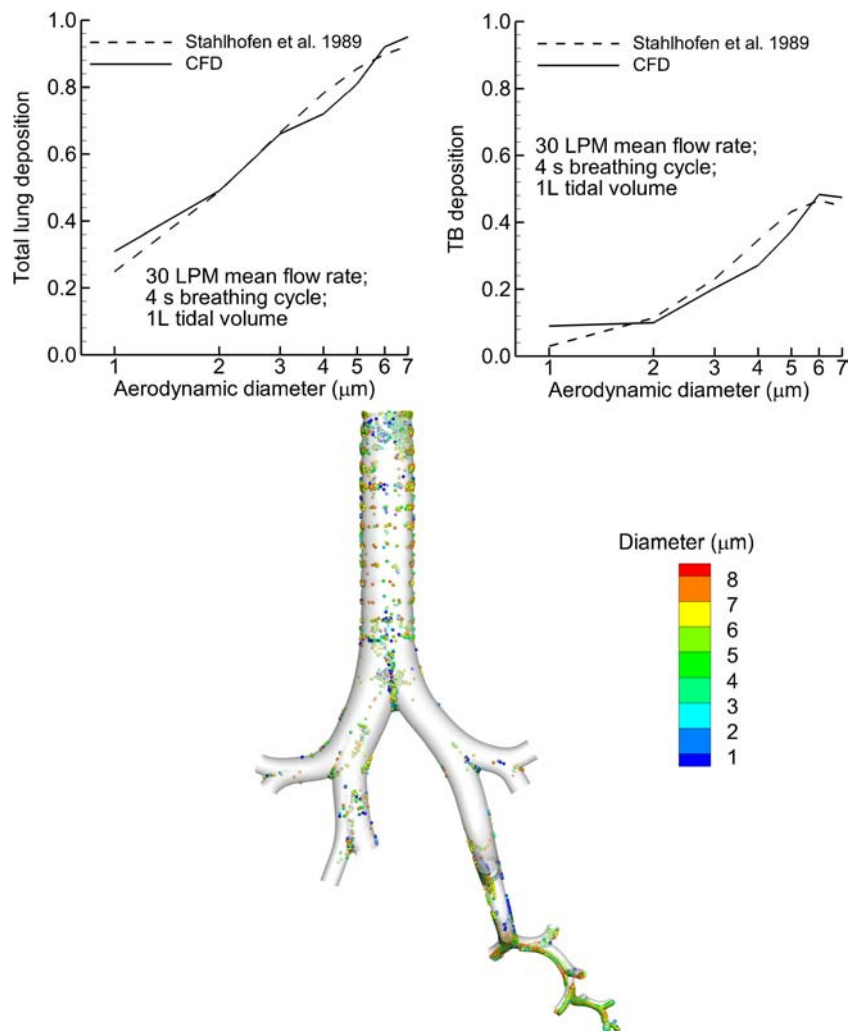 1.0
0.8
0.6
0.4
0.2
0.0
Total lung deposition
Stahlhofen et al. 1989
CFD
30 LPM mean flow rate;
4 s breathing cycle;
1L tidal volume
1 2 3 4 5 6 7
Aerodynamic diameter (μm)
1.0
0.8
0.6
0.4
0.2
0.0
TB deposition
Stahlhofen et al. 1989
CFD
30 LPM mean flow rate;
4 s breathing cycle;
1L tidal volume
1 2 3 4 5 6 7
Aerodynamic diameter (μm)
Diameter (μm)
8
7
6
5
4
3
2
1